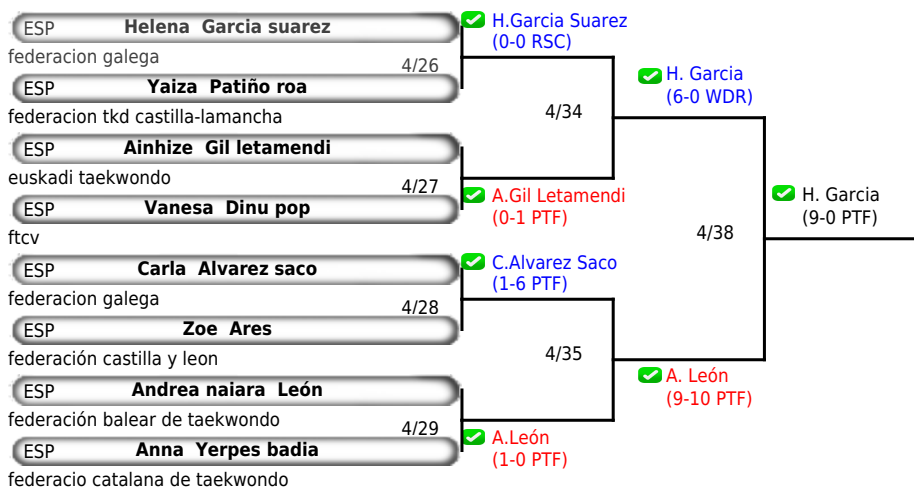 ESP Helena Garcia suarez
federacion galega
4/26
ESP Yaiza Patiño roa
federacion tkd castilla-lamancha
ESP Ainhize Gil letamendi
euskadi taekwondo
4/27
ESP Vanesa Dinu pop
ftcv
ESP Carla Alvarez saco
federacion galega
4/28
ESP Zoe Ares
federación castilla y leon
ESP Andrea naiara León
federación balear de taekwondo
4/29
ESP Anna Yerpes badia
federacio catalana de taekwondo
H.Garcia Suarez
(0-0 RSC)
4/34
A.Gil Letamendi
(0-1 PTF)
C.Alvarez Saco
(1-6 PTF)
4/35
A.León
(1-0 PTF)
H. Garcia
(6-0 WDR)
4/38
A. León
(9-10 PTF)
H. Garcia
(9-0 PTF)